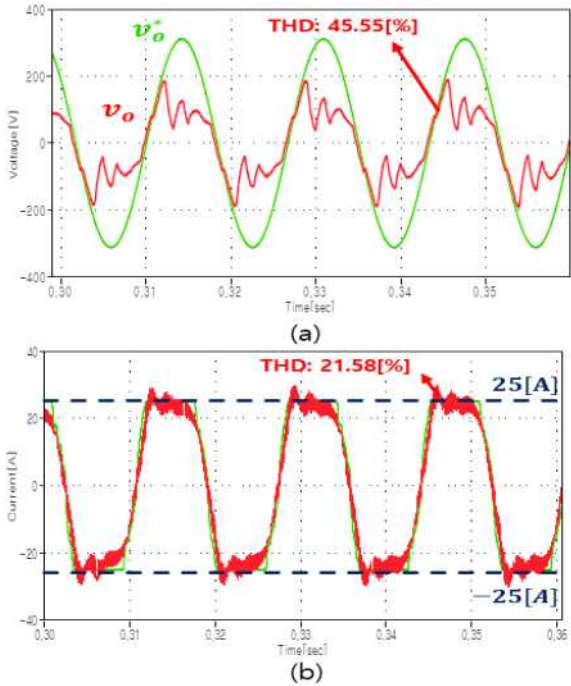 THD: 45.55[%]
v*o
vo
400
200
0
-200
-400
Voltage[V]
0,30
0,31
0,32
0,33
0,34
0,35
Time[sec]
(a)
THD: 21.58[%]
25[A]
40
20
0
-20
-40
Current[A]
−25[A]
0,30
0,31
0,32
0,33
0,34
0,35
0,36
Time[sec]
(b)